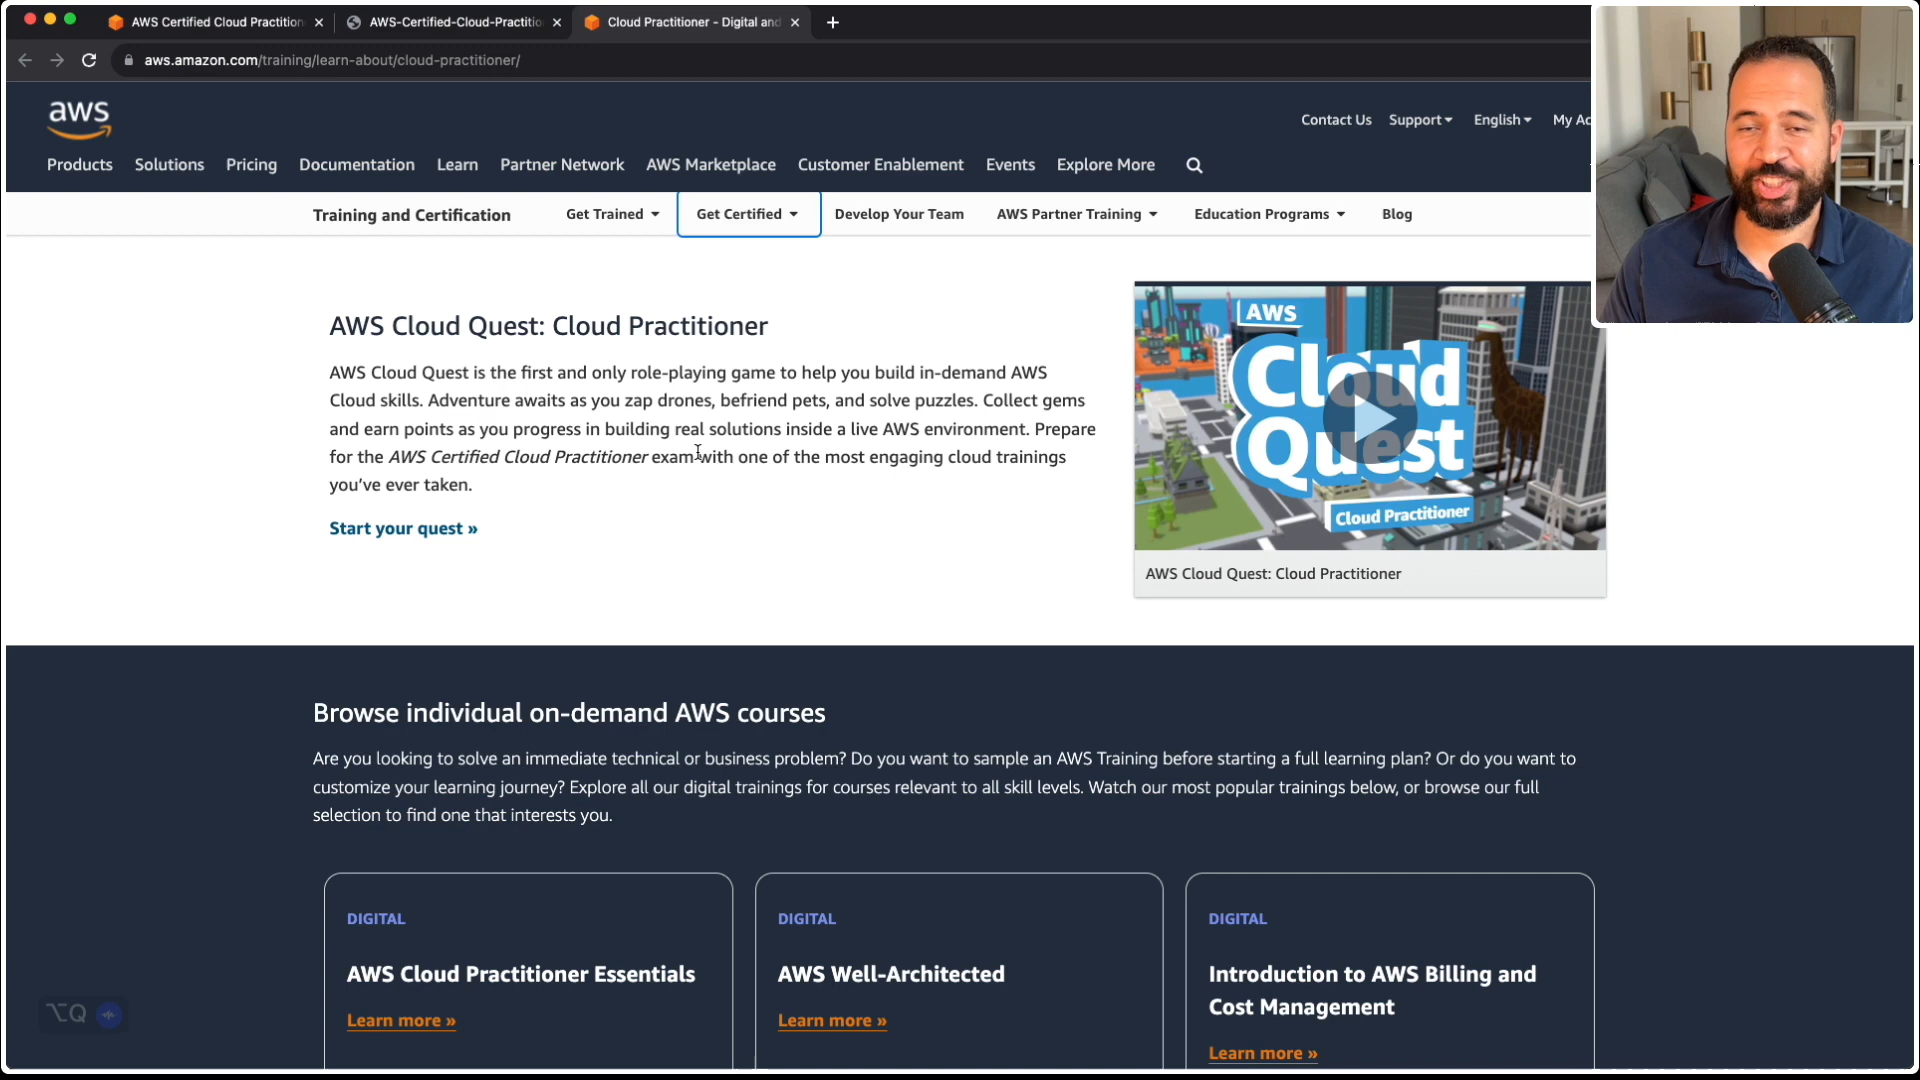 AWS Certified Cloud Practition
AWS-Certified-Cloud-Practitio
Cloud Practitioner - Digital and
aws.amazon.com/training/learn-about/cloud-practitioner/
aws
Contact Us Support English My Ac
Products Solutions Pricing Documentation Learn Partner Network AWS Marketplace Customer Enablement Events Explore More
Training and Certification Get Trained Get Certified Develop Your Team AWS Partner Training Education Programs Blog
AWS Cloud Quest: Cloud Practitioner
AWS Cloud Quest is the first and only role-playing game to help you build in-demand AWS
Cloud skills. Adventure awaits as you zap drones, befriend pets, and solve puzzles. Collect gems
and earn points as you progress in building real solutions inside a live AWS environment. Prepare
for the AWS Certified Cloud Practitioner exam with one of the most engaging cloud trainings
you've ever taken.
Start your quest »
AWS
Cloud
Quest
Cloud Practitioner
AWS Cloud Quest: Cloud Practitioner
Browse individual on-demand AWS courses
Are you looking to solve an immediate technical or business problem? Do you want to sample an AWS Training before starting a full learning plan? Or do you want to
customize your learning journey? Explore all our digital trainings for courses relevant to all skill levels. Watch our most popular trainings below, or browse our full
selection to find one that interests you.
DIGITAL
AWS Cloud Practitioner Essentials
Learn more »
DIGITAL
AWS Well-Architected
Learn more »
DIGITAL
Introduction to AWS Billing and
Cost Management
Learn more »
⌥Q